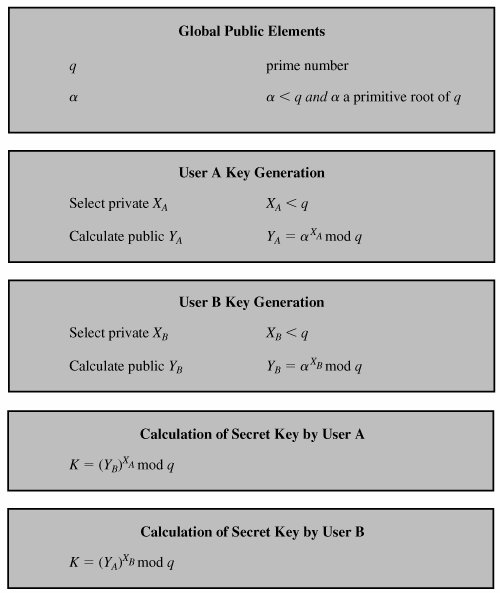 Global Public Elements
q prime number
α α < q and α a primitive root of q
User A Key Generation
Select private X_A X_A < q
Calculate public Y_A Y_A = α^{X_A} mod q
User B Key Generation
Select private X_B X_B < q
Calculate public Y_B Y_B = α^{X_B} mod q
Calculation of Secret Key by User A
K = (Y_B)^{X_A} mod q
Calculation of Secret Key by User B
K = (Y_A)^{X_B} mod q